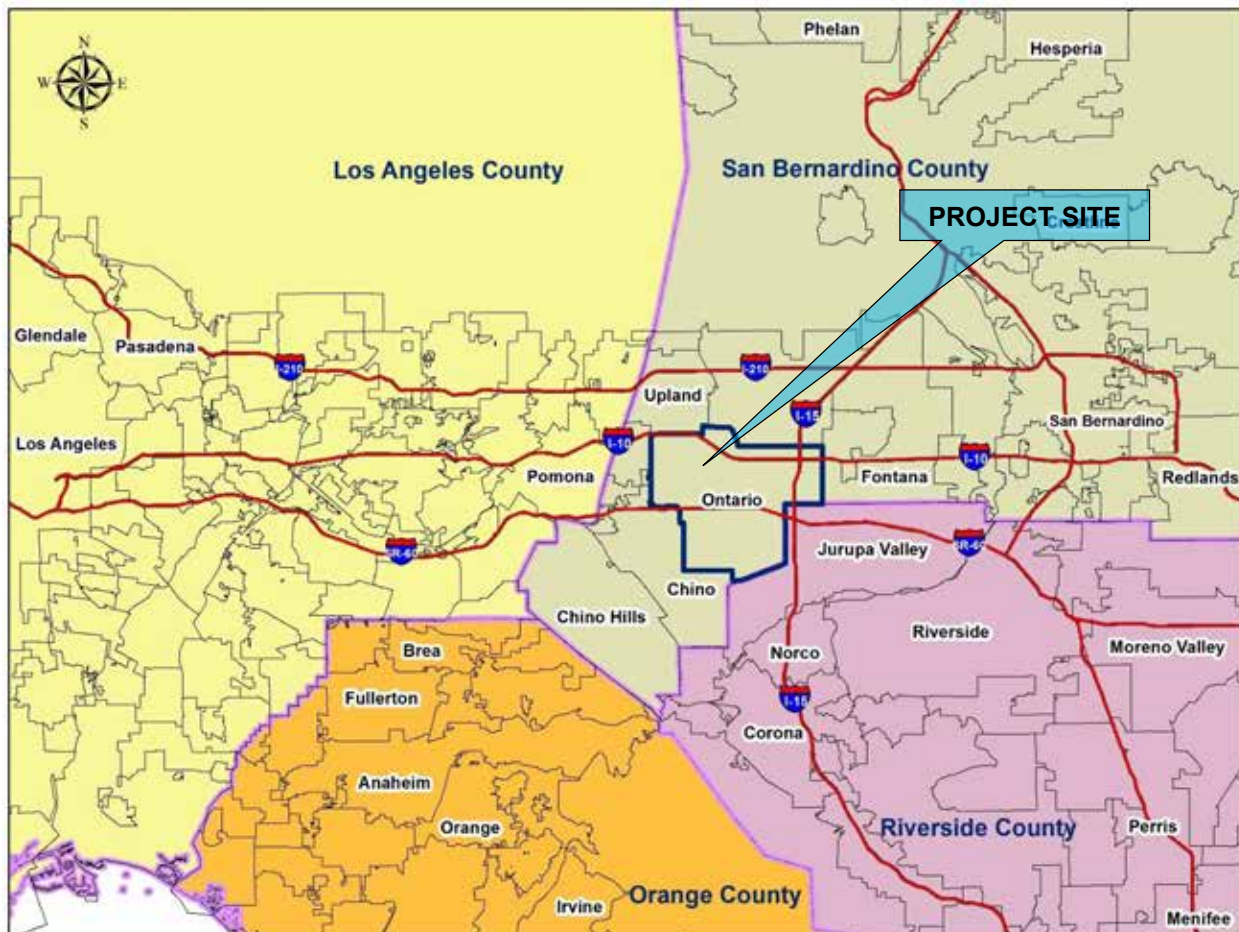 Phelan
Hesperia
N
W
E
S
Los Angeles County
San Bernardino County
PROJECT SITE
Crestline
Glendale
Pasadena
I-210
Upland
I-210
I-15
Los Angeles
San Bernardino
I-10
Pomona
Fontana
I-10
Redlands
Ontario
SR-60
Jurupa Valley
SR-60
Chino
Chino Hills
Riverside
Brea
Norco
Moreno Valley
Fullerton
I-15
Corona
Anaheim
Orange
Riverside County
Perris
Orange County
Irvine
Menifee